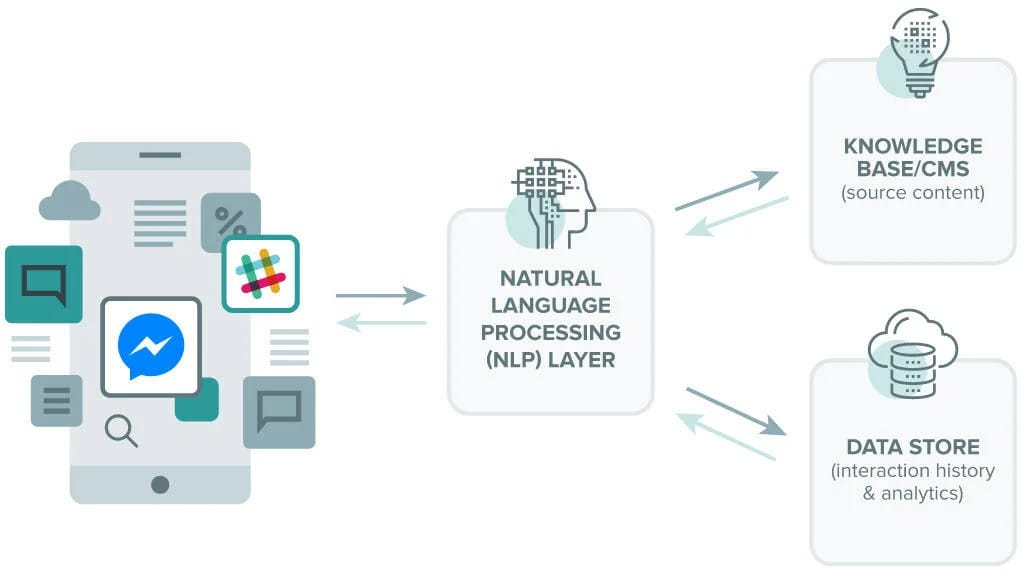 NATURAL
LANGUAGE
PROCESSING
(NLP) LAYER
KNOWLEDGE
BASE/CMS
(source content)
DATA STORE
(interaction history
& analytics)
%